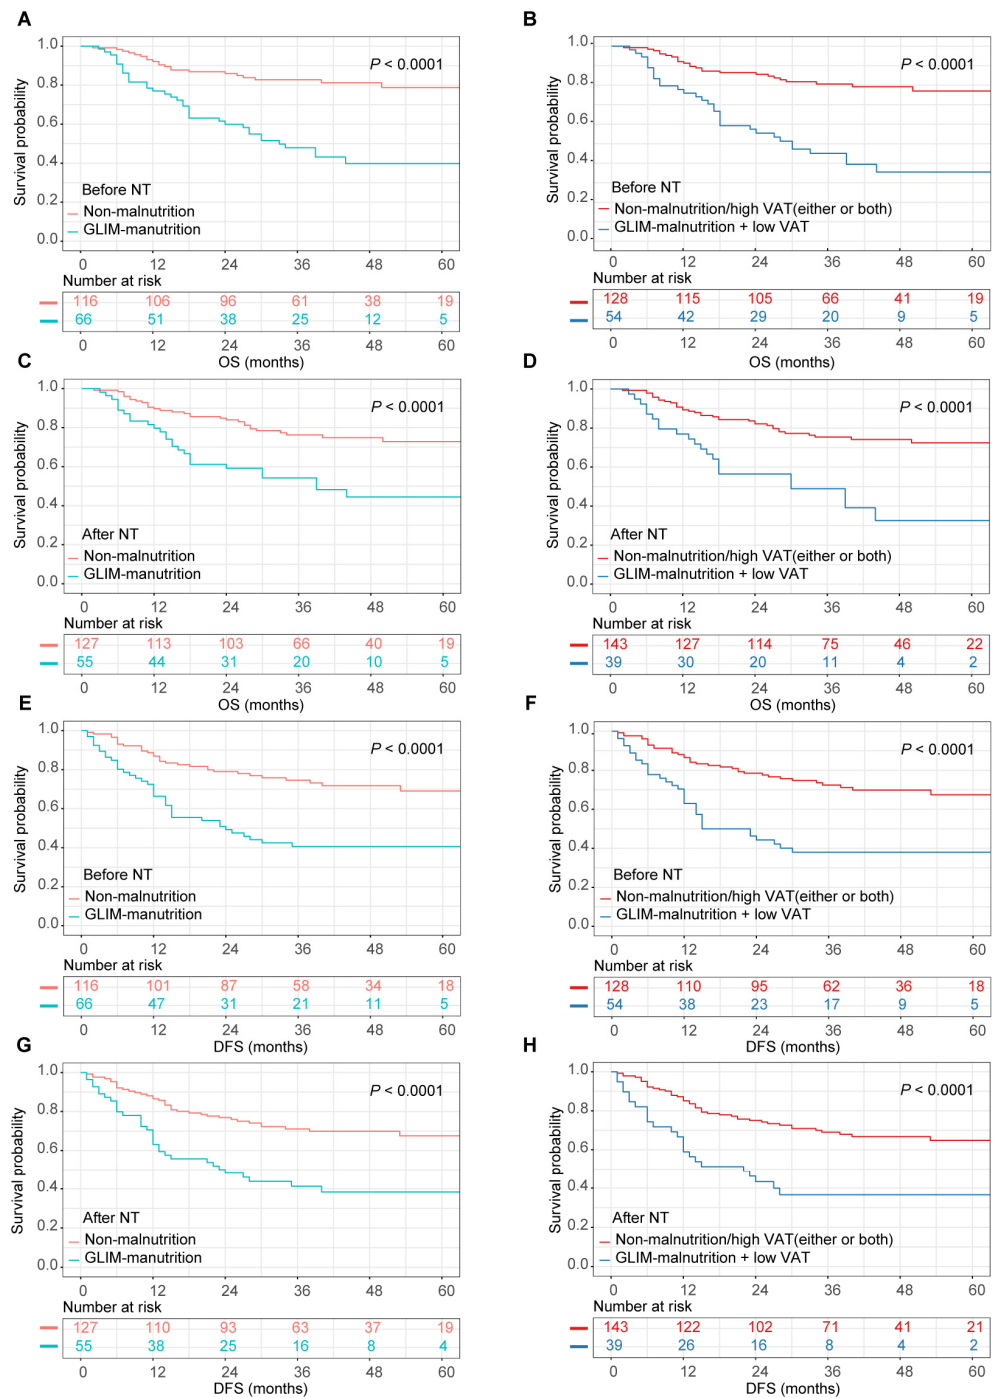 A
Survival probability
1.0
0.8
0.6
0.4
0.2
0.0
P < 0.0001
Before NT
Non-malnutrition
GLIM-manutrition
0 12 24 36 48 60
Number at risk
116 106 96 61 38 19
66 51 38 25 12 5
0 12 24 36 48 60
OS (months)
B
Survival probability
1.0
0.8
0.6
0.4
0.2
0.0
P < 0.0001
Before NT
Non-malnutrition/high VAT(either or both)
GLIM-malnutrition + low VAT
0 12 24 36 48 60
Number at risk
128 115 105 66 41 19
54 42 29 20 9 5
0 12 24 36 48 60
OS (months)
C
Survival probability
1.0
0.8
0.6
0.4
0.2
0.0
P < 0.0001
After NT
Non-malnutrition
GLIM-manutrition
0 12 24 36 48 60
Number at risk
127 113 103 66 40 19
55 44 31 20 10 5
0 12 24 36 48 60
OS (months)
D
Survival probability
1.0
0.8
0.6
0.4
0.2
0.0
P < 0.0001
After NT
Non-malnutrition/high VAT(either or both)
GLIM-malnutrition + low VAT
0 12 24 36 48 60
Number at risk
143 127 114 75 46 22
39 30 20 11 4 2
0 12 24 36 48 60
OS (months)
E
Survival probability
1.0
0.8
0.6
0.4
0.2
0.0
P < 0.0001
Before NT
Non-malnutrition
GLIM-manutrition
0 12 24 36 48 60
Number at risk
116 101 87 58 34 18
66 47 31 21 11 5
0 12 24 36 48 60
DFS (months)
F
Survival probability
1.0
0.8
0.6
0.4
0.2
0.0
P < 0.0001
Before NT
Non-malnutrition/high VAT(either or both)
GLIM-malnutrition + low VAT
0 12 24 36 48 60
Number at risk
128 110 95 62 36 18
54 38 23 17 9 5
0 12 24 36 48 60
DFS (months)
G
Survival probability
1.0
0.8
0.6
0.4
0.2
0.0
P < 0.0001
After NT
Non-malnutrition
GLIM-manutrition
0 12 24 36 48 60
Number at risk
127 110 93 63 37 19
55 38 25 16 8 4
0 12 24 36 48 60
DFS (months)
H
Survival probability
1.0
0.8
0.6
0.4
0.2
0.0
P < 0.0001
After NT
Non-malnutrition/high VAT(either or both)
GLIM-malnutrition + low VAT
0 12 24 36 48 60
Number at risk
143 122 102 71 41 21
39 26 16 8 4 2
0 12 24 36 48 60
DFS (months)